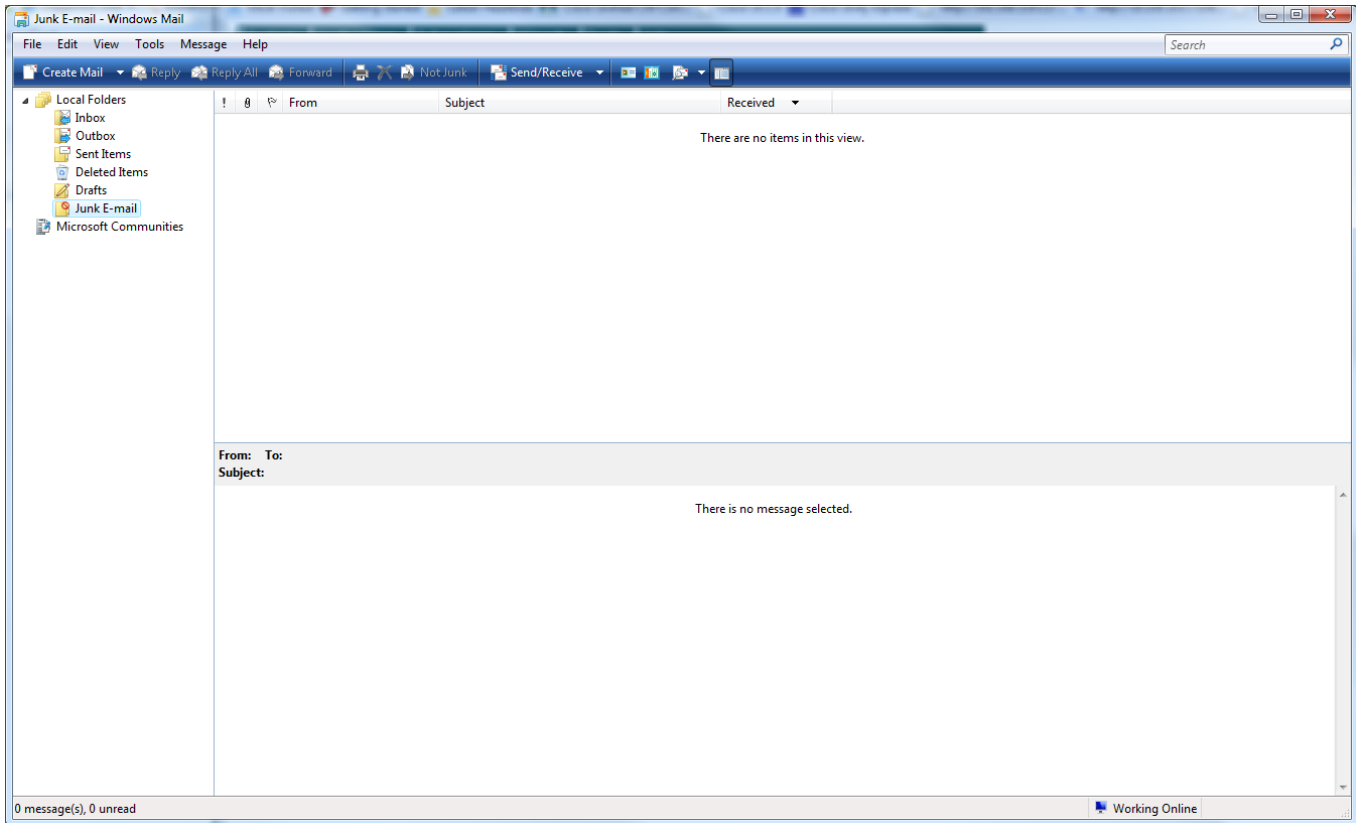 Junk E-mail - Windows Mail
File Edit View Tools Message Help
Search
Create Mail Reply Reply All Forward Not Junk Send/Receive
Local Folders
Inbox
Outbox
Sent Items
Deleted Items
Drafts
Junk E-mail
Microsoft Communities
! From Subject Received
There are no items in this view.
From: To:
Subject:
There is no message selected.
0 message(s), 0 unread
Working Online